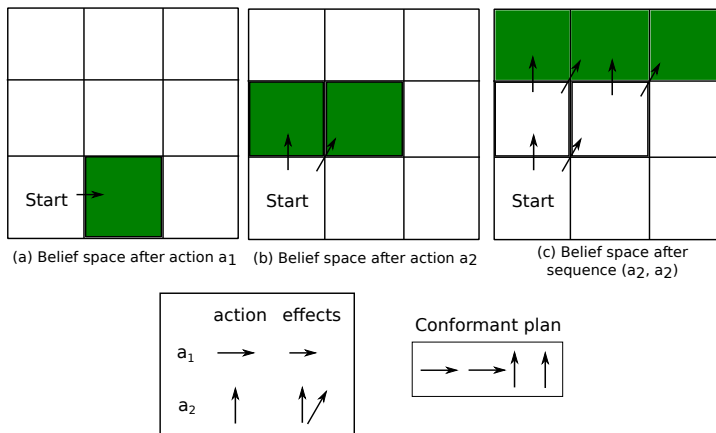 Start
Start
Start
(a) Belief space after action a1
(b) Belief space after action a2
(c) Belief space after
sequence (a2, a2)
action effects
a1
a2
Conformant plan